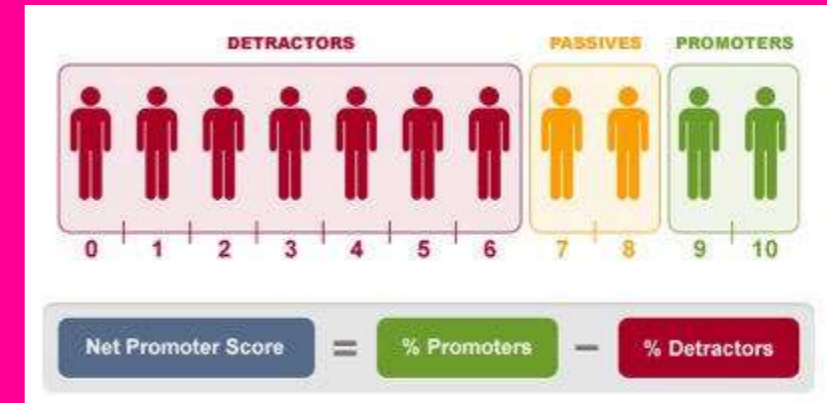 DETRACTORS PASSIVES PROMOTERS
0 1 2 3 4 5 6 7 8 9 10
Net Promoter Score = % Promoters − % Detractors